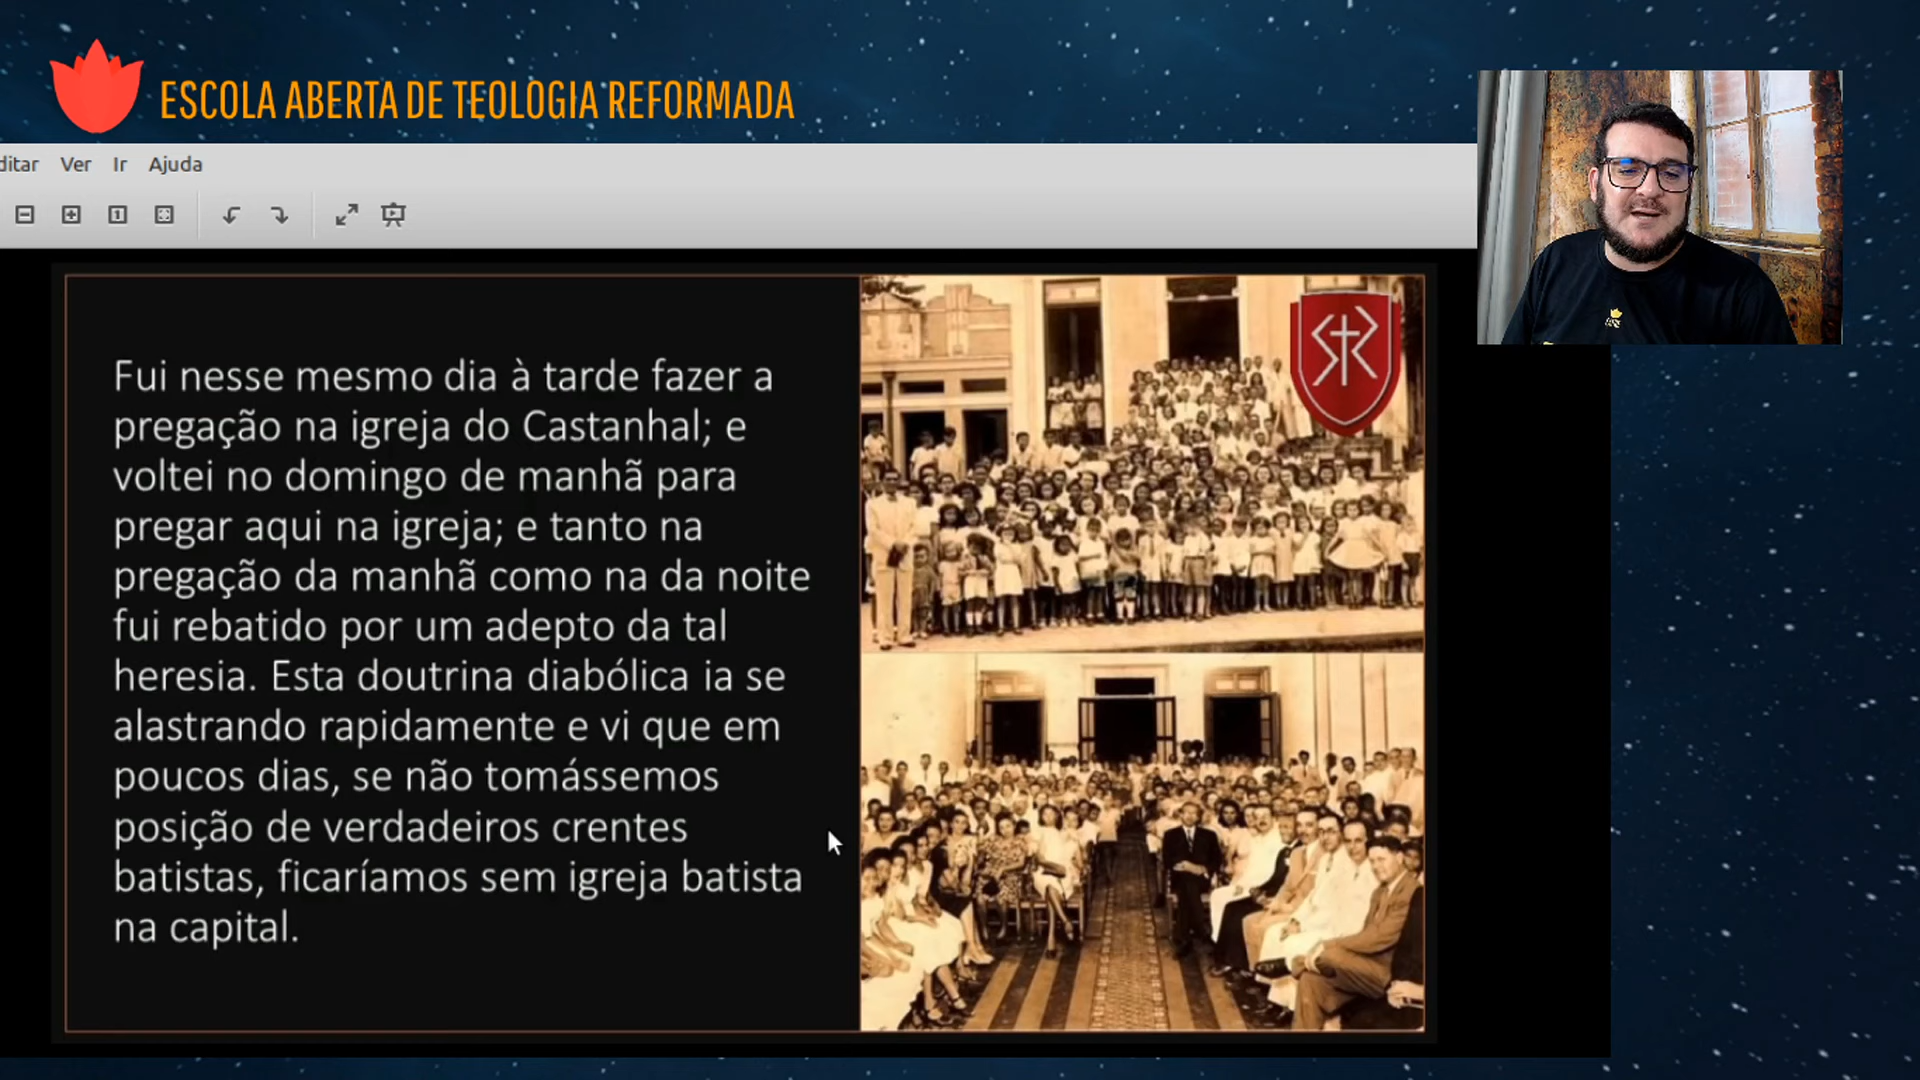 ESCOLA ABERTA DE TEOLOGIA REFORMADA
ditar Ver Ir Ajuda
Fui nesse mesmo dia à tarde fazer a
pregação na igreja do Castanhal; e
voltei no domingo de manhã para
pregar aqui na igreja; e tanto na
pregação da manhã como na da noite
fui rebatido por um adepto da tal
heresia. Esta doutrina diabólica ia se
alastrando rapidamente e vi que em
poucos dias, se não tomássemos
posição de verdadeiros crentes
batistas, ficaríamos sem igreja batista
na capital.